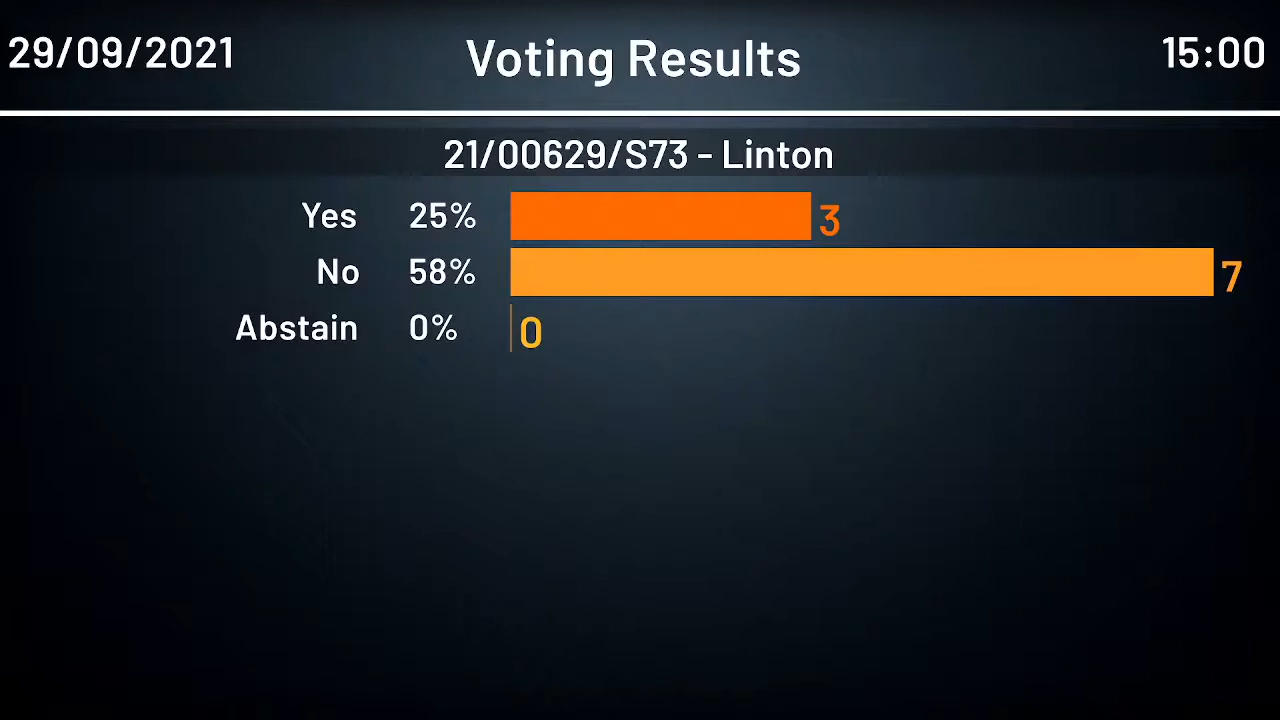 29/09/2021 Voting Results 15:00
21/00629/S73 - Linton
Yes 25% 3
No 58% 7
Abstain 0% 0